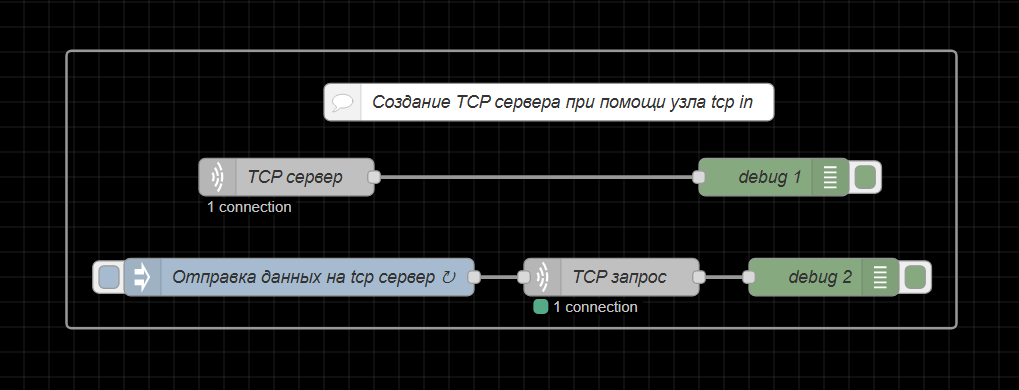 Создание TCP сервера при помощи узла tcp in
TCP сервер
debug 1
1 connection
Отправка данных на tcp сервер ↻
TCP запрос
debug 2
1 connection